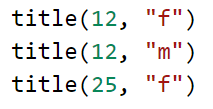 title(12, "f")
title(12, "m")
title(25, "f")